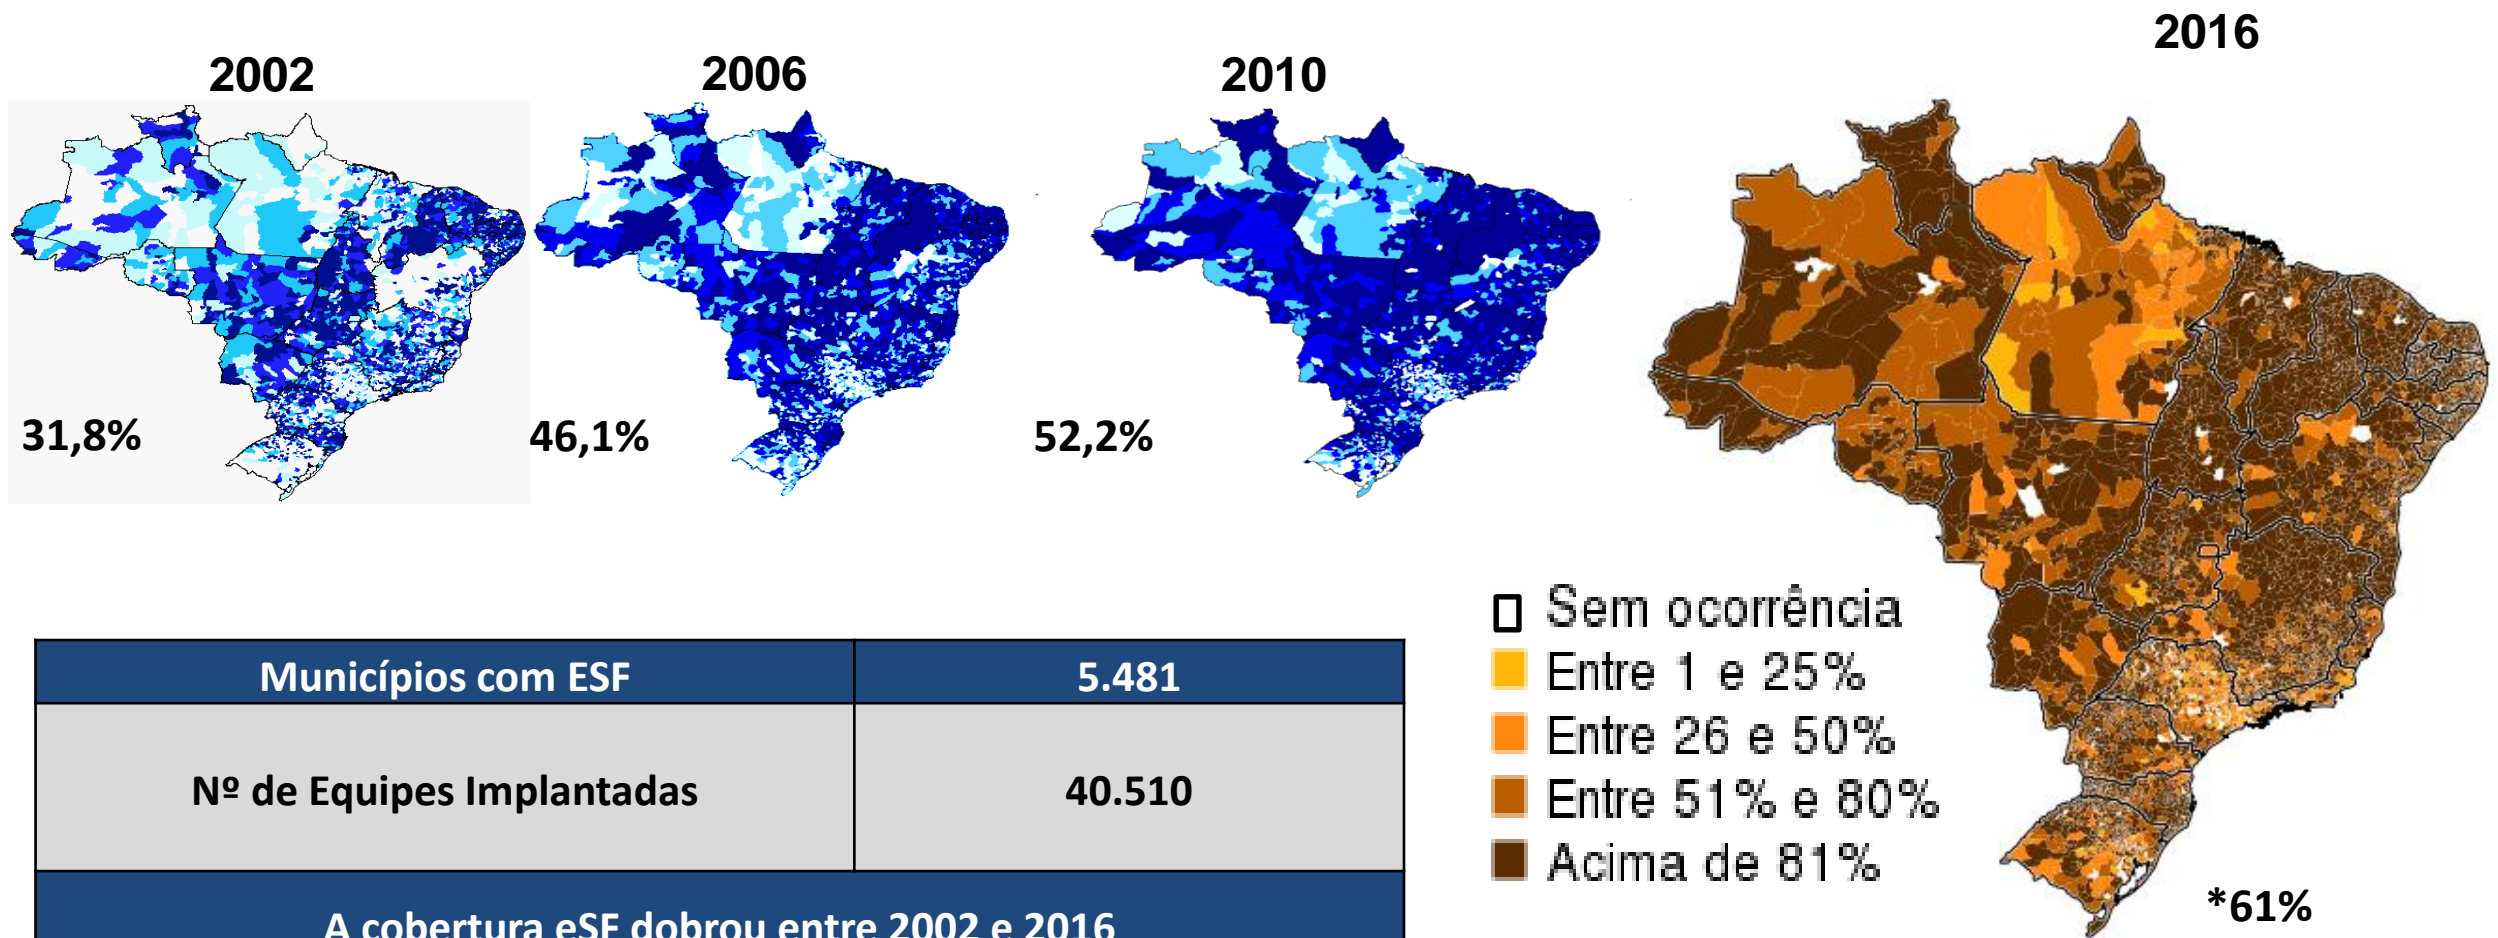 2002
2006
2010
2016
31,8%
46,1%
52,2%
Municípios com ESF 5.481
Nº de Equipes Implantadas 40.510
A cobertura eSF dobrou entre 2002 e 2016
Sem ocorrência
Entre 1 e 25%
Entre 26 e 50%
Entre 51% e 80%
Acima de 81%
*61%